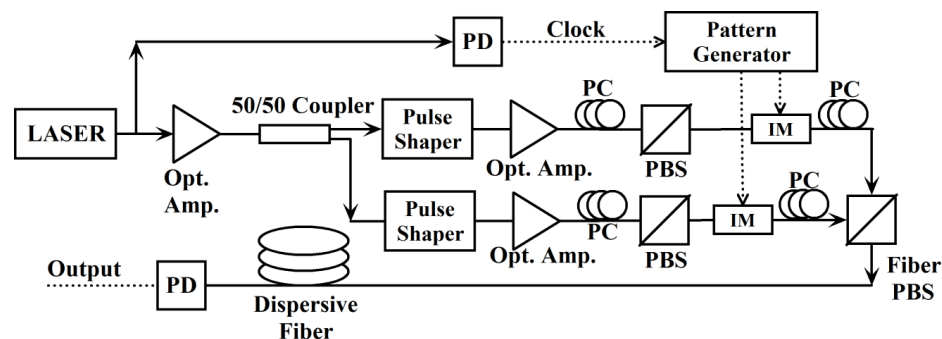 PD
Clock
Pattern
Generator
LASER
Opt.
Amp.
50/50 Coupler
Pulse
Shaper
Opt. Amp.
PC
PBS
IM
PC
Pulse
Shaper
Opt. Amp.
PC
PBS
IM
PC
Fiber
PBS
Output
PD
Dispersive
Fiber